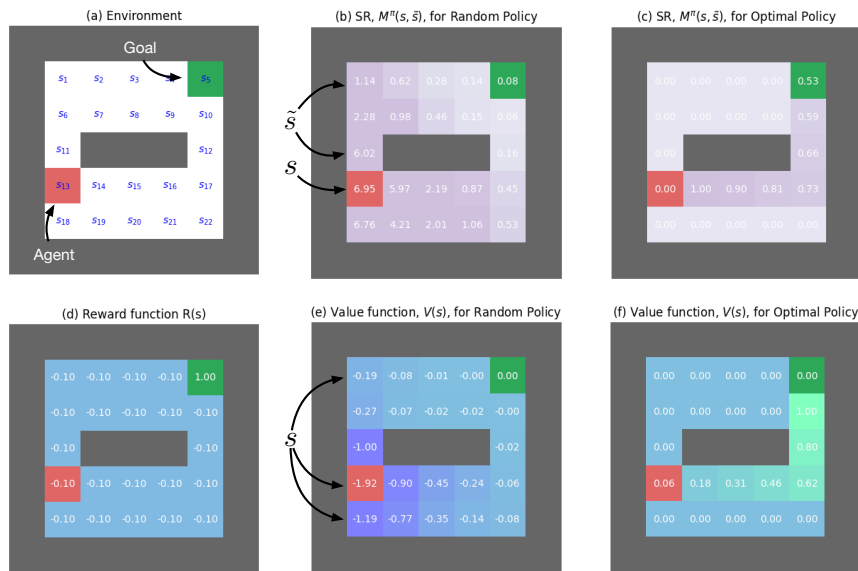 (a) Environment
(b) SR, $M^π(s, \tilde{s})$, for Random Policy
(c) SR, $M^π(s, \tilde{s})$, for Optimal Policy
Goal
s₁ s₂ s₃ s₅
s₆ s₇ s₈ s₉ s₁₀
s₁₁ s₁₂
s₁₃ s₁₄ s₁₅ s₁₆ s₁₇
s₁₈ s₁₉ s₂₀ s₂₁ s₂₂
Agent
s̃
s
1.14 0.62 0.28 0.14 0.08
2.28 0.98 0.46 0.15 0.06
6.02 0.16
6.95 5.97 2.19 0.87 0.45
6.76 4.21 2.01 1.06 0.53
0.00 0.00 0.00 0.00 0.53
0.00 0.00 0.00 0.00 0.59
0.00 0.66
0.00 1.00 0.90 0.81 0.73
0.00 0.00 0.00 0.00 0.00
(d) Reward function R(s)
(e) Value function, V(s), for Random Policy
(f) Value function, V(s), for Optimal Policy
-0.10 -0.10 -0.10 -0.10 1.00
-0.10 -0.10 -0.10 -0.10 -0.10
-0.10 -0.10
-0.10 -0.10 -0.10 -0.10 -0.10
-0.10 -0.10 -0.10 -0.10 -0.10
s
-0.19 -0.08 -0.01 -0.00 0.00
-0.27 -0.07 -0.02 -0.02 -0.00
-1.00 -0.02
-1.92 -0.90 -0.45 -0.24 -0.06
-1.19 -0.77 -0.35 -0.14 -0.08
0.00 0.00 0.00 0.00 0.00
0.00 0.00 0.00 0.00 1.00
0.00 0.80
0.06 0.18 0.31 0.46 0.62
0.00 0.00 0.00 0.00 0.00